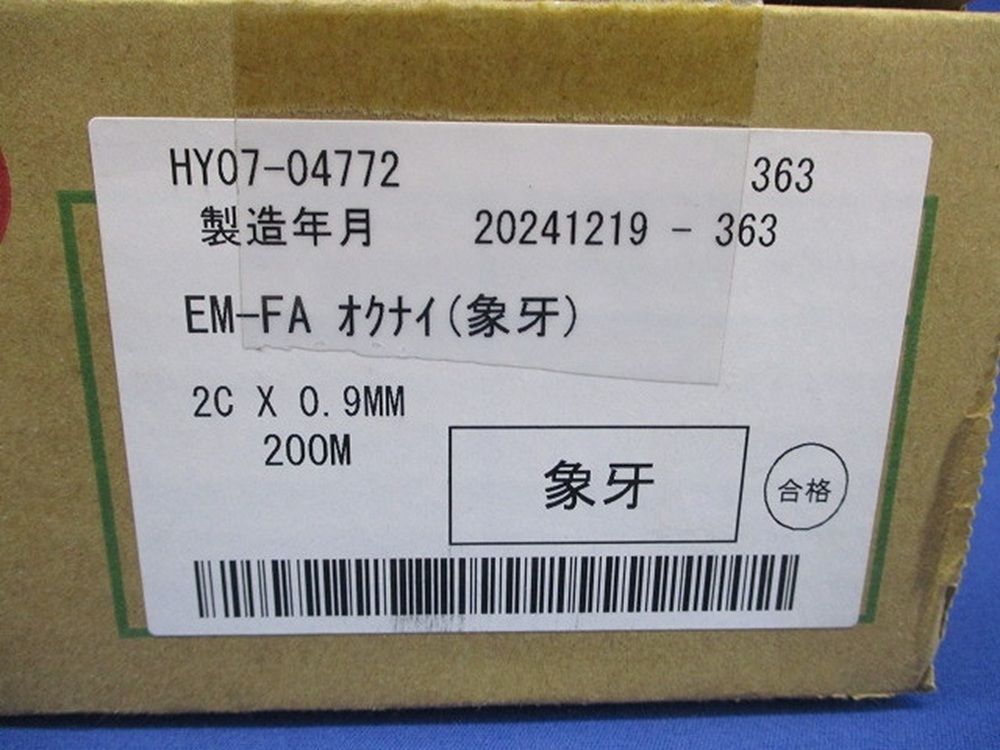 HY07-04772 363
製造年月 20241219 - 363
EM-FA ｵｸﾅｲ(象牙)
2C X 0.9MM
200M
象牙
合格